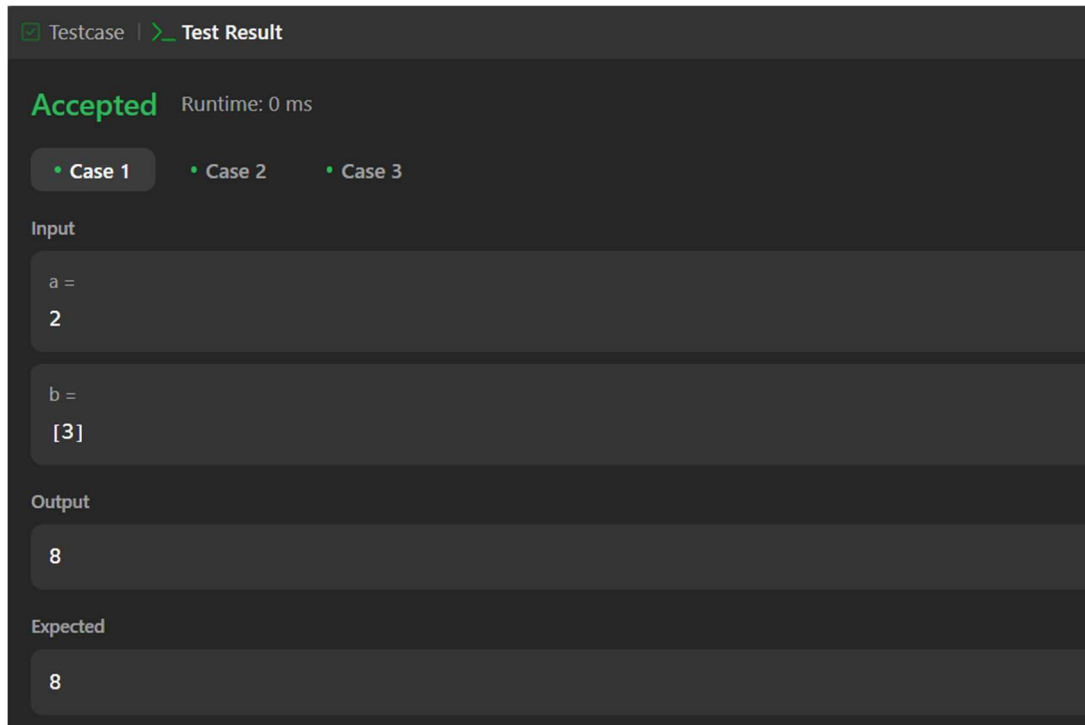 Testcase | >_ Test Result
Accepted Runtime: 0 ms
• Case 1 • Case 2 • Case 3
Input
a =
2
b =
[3]
Output
8
Expected
8